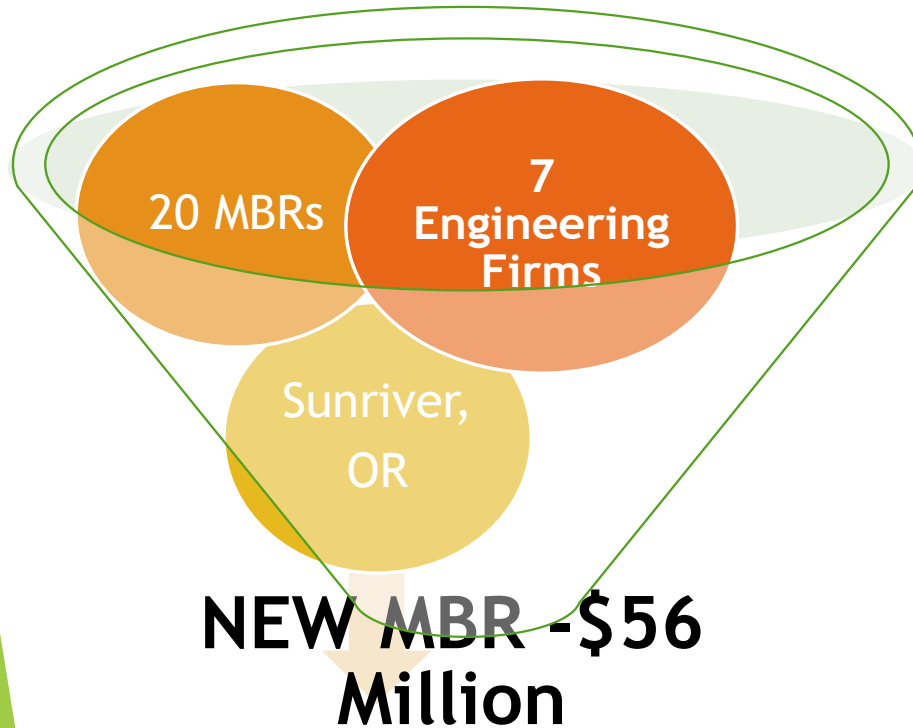 20 MBRs
7
Engineering
Firms
Sunriver,
OR
NEW MBR -$56
Million